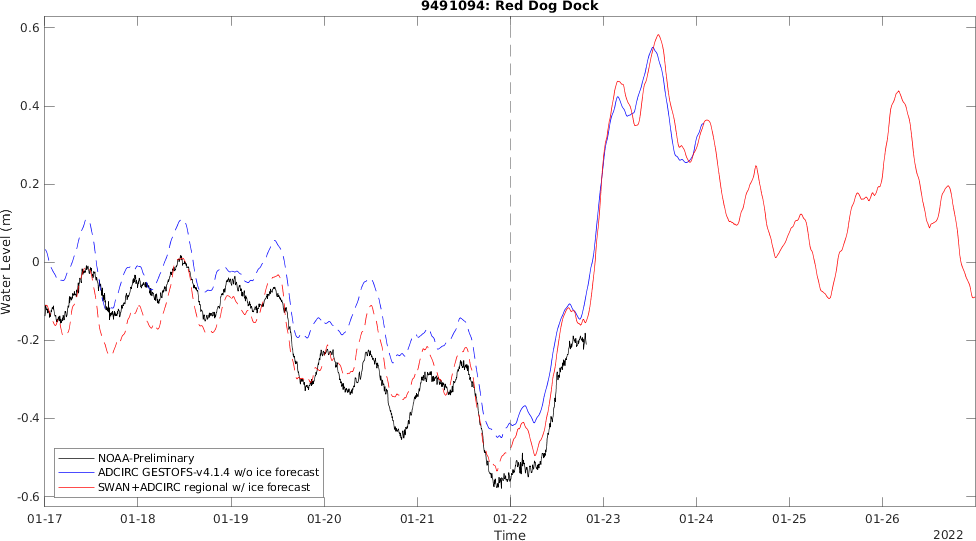 9491094: Red Dog Dock
Water Level (m)
0.6
0.4
0.2
0
-0.2
-0.4
-0.6
NOAA-Preliminary
ADCIRC GESTOFS-v4.1.4 w/o ice forecast
SWAN+ADCIRC regional w/ ice forecast
01-17 01-18 01-19 01-20 01-21 01-22 01-23 01-24 01-25 01-26
Time
2022